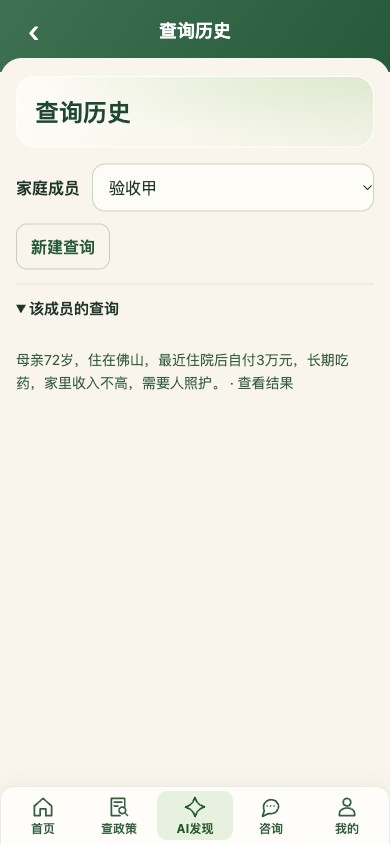 查询历史
查询历史
家庭成员
验收甲
新建查询
▼该成员的查询
母亲72岁，住在佛山，最近住院后自付3万元，长期吃
药，家里收入不高，需要人照护。 · 查看结果
首页
查政策
AI发现
咨询
我的